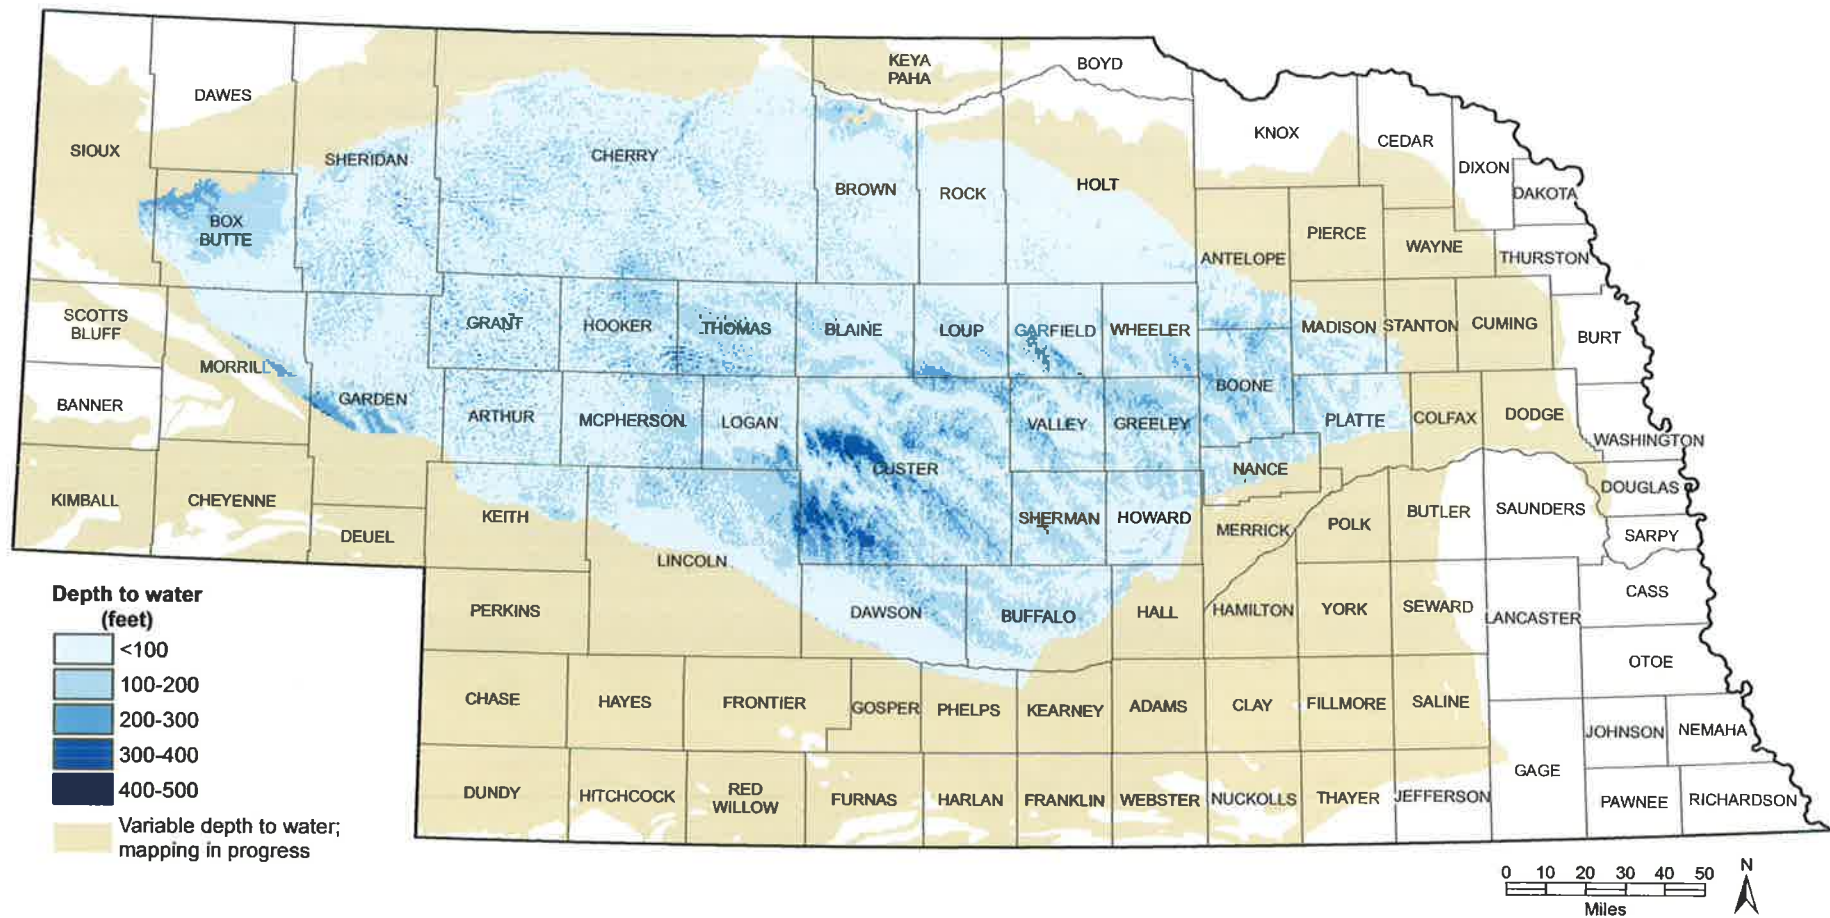 KEYA
PAHA
BOYD
DAWES
KNOX
CEDAR
SIOUX
SHERIDAN
CHERRY
DIXON
BROWN
ROCK
HOLT
DAKOTA
BOX
BUTTE
PIERCE
WAYNE
ANTELOPE
THURSTON
SCOTTS
BLUFF
GRANT
HOOKER
THOMAS
BLAINE
LOUP
GARFIELD
WHEELER
MADISON
STANTON
CUMING
BURT
MORRILL
BANNER
GARDEN
ARTHUR
MCPHERSON
LOGAN
VALLEY
GREELEY
BOONE
PLATTE
COLFAX
DODGE
WASHINGTON
CUSTER
NANCE
KIMBALL
CHEYENNE
KEITH
DEUEL
SHERMAN
HOWARD
MERRICK
POLK
BUTLER
SAUNDERS
DOUGLAS
SARPY
LINCOLN
PERKINS
DAWSON
BUFFALO
HALL
HAMILTON
YORK
SEWARD
LANCASTER
CASS
OTOE
CHASE
HAYES
FRONTIER
GOSPER
PHELPS
KEARNEY
ADAMS
CLAY
FILLMORE
SALINE
JOHNSON
NEMAHA
DUNDY
HITCHCOCK
RED
WILLOW
FURNAS
HARLAN
FRANKLIN
WEBSTER
NUCKOLLS
THAYER
JEFFERSON
GAGE
PAWNEE
RICHARDSON
Depth to water
(feet)
<100
100-200
200-300
300-400
400-500
Variable depth to water;
mapping in progress
0 10 20 30 40 50
Miles
N